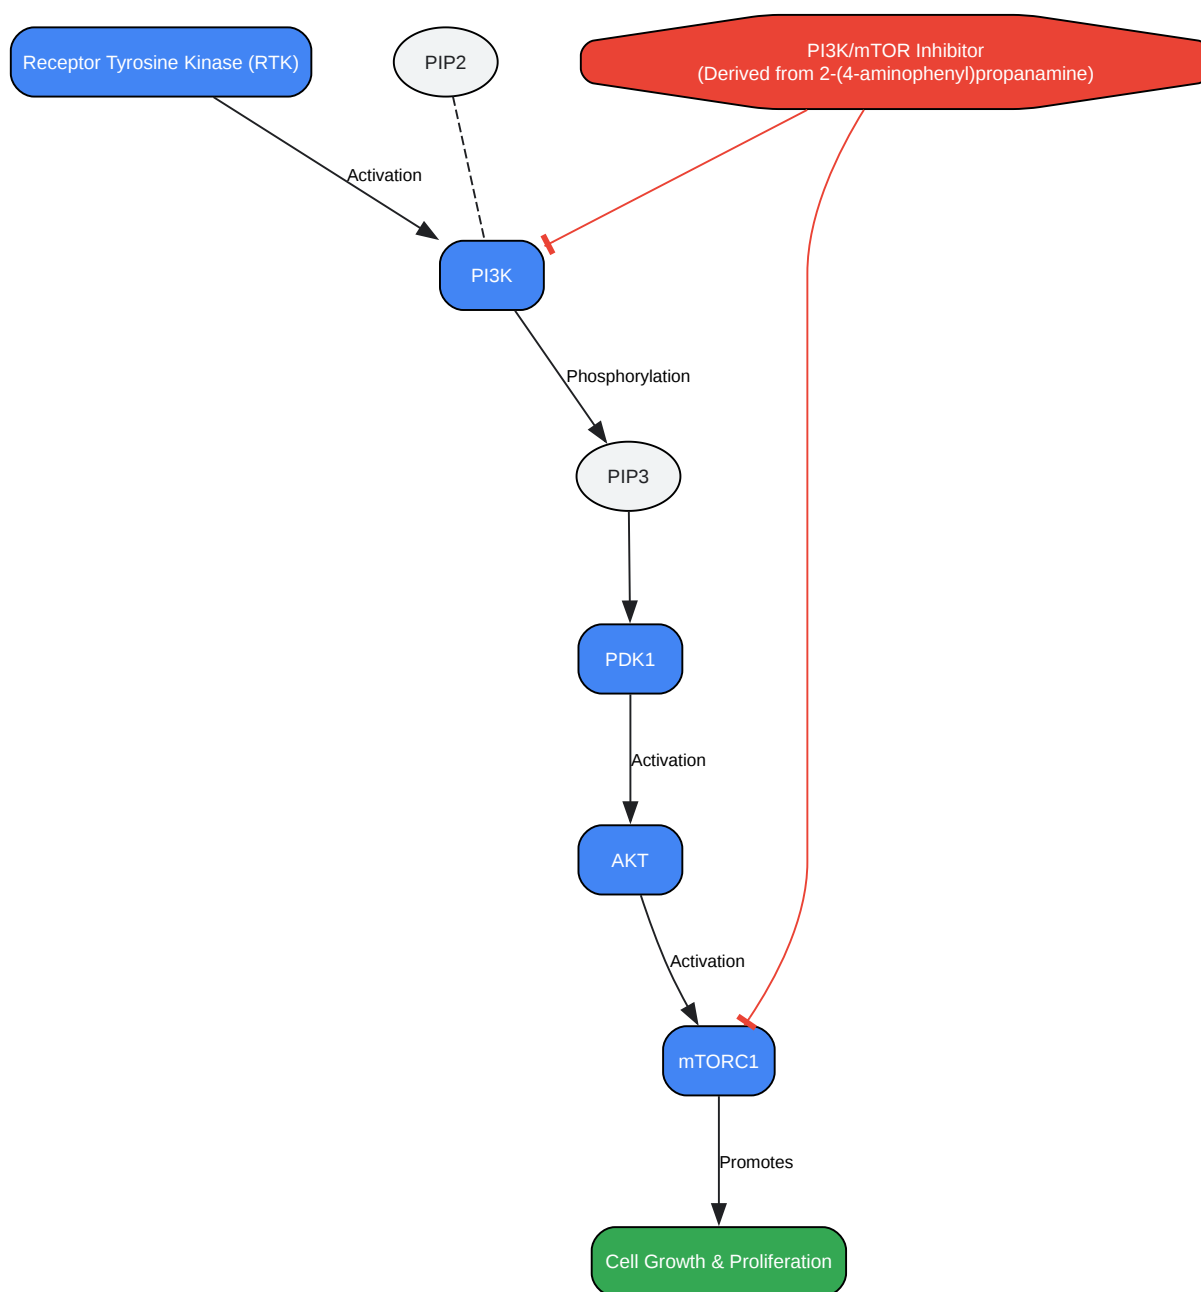 Receptor Tyrosine Kinase (RTK)
PIP2
PI3K/mTOR Inhibitor
(Derived from 2-(4-aminophenyl)propanamine)
Activation
PI3K
Phosphorylation
PIP3
PDK1
Activation
AKT
Activation
mTORC1
Promotes
Cell Growth & Proliferation